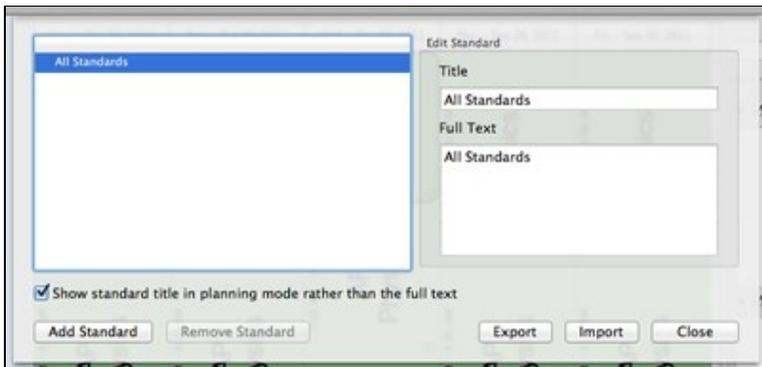 Edit Standard
All Standards
Title
All Standards
Full Text
All Standards
Show standard title in planning mode rather than the full text
Add Standard Remove Standard Export Import Close